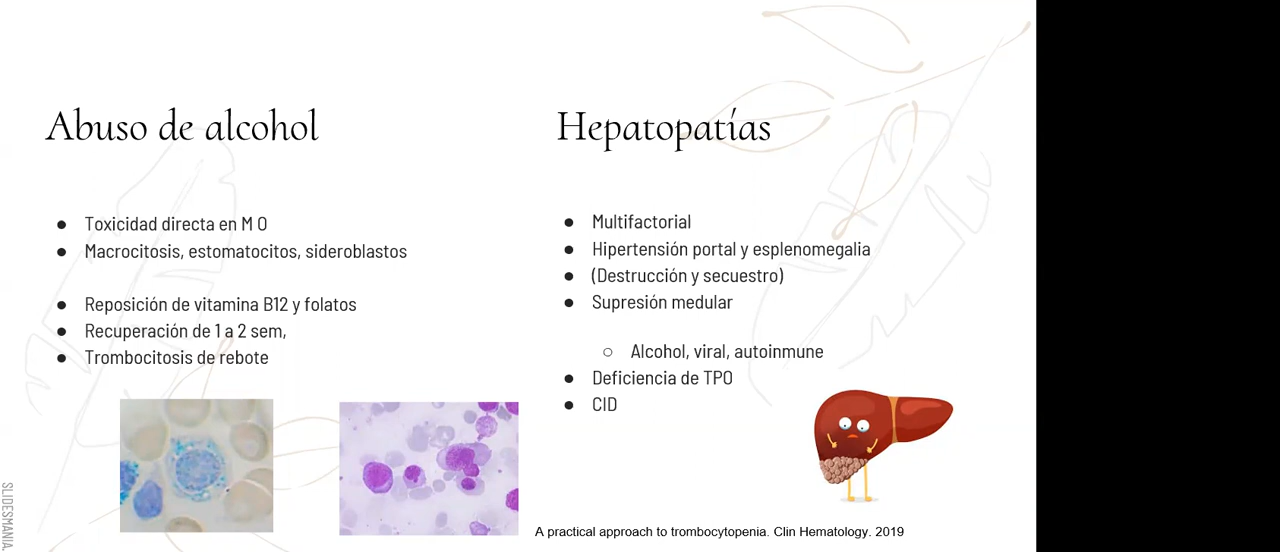 Abuso de alcohol
● Toxicidad directa en M O
● Macrocitosis, estomatocitos, sideroblastos
● Reposición de vitamina B12 y folatos
● Recuperación de 1 a 2 sem,
● Trombocitosis de rebote
Hepatopatías
● Multifactorial
● Hipertensión portal y esplenomegalia
● (Destrucción y secuestro)
● Supresión medular
○ Alcohol, viral, autoinmune
● Deficiencia de TPO
● CID
A practical approach to trombocytopenia. Clin Hematology. 2019
SLIDESMANIA.